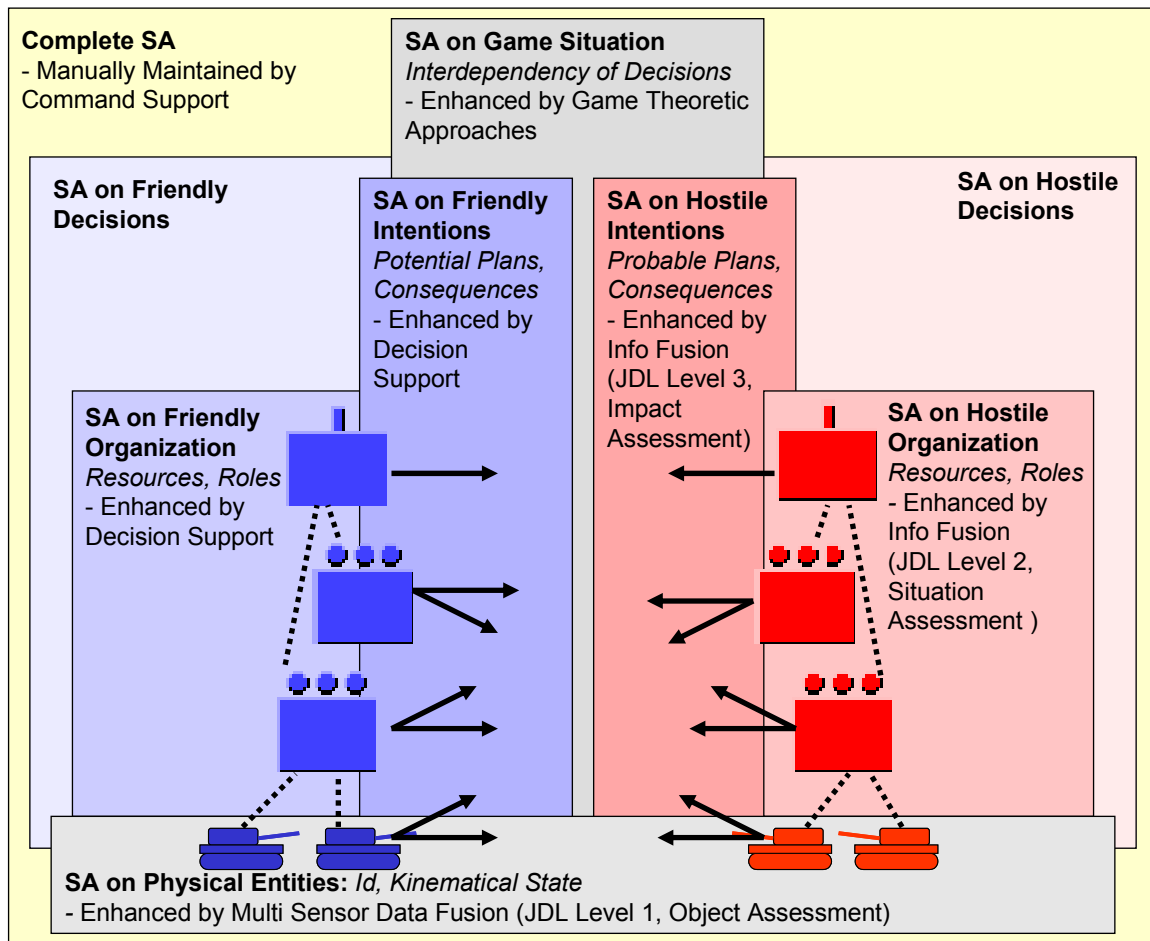 Complete SA
- Manually Maintained by
Command Support
SA on Game Situation
Interdependency of Decisions
- Enhanced by Game Theoretic
Approaches
SA on Friendly
Decisions
SA on Friendly
Intentions
Potential Plans,
Consequences
- Enhanced by
Decision
Support
SA on Hostile
Intentions
Probable Plans,
Consequences
- Enhanced by
Info Fusion
(JDL Level 3,
Impact
Assessment)
SA on Hostile
Decisions
SA on Friendly
Organization
Resources, Roles
- Enhanced by
Decision Support
SA on Hostile
Organization
Resources, Roles
- Enhanced by
Info Fusion
(JDL Level 2,
Situation
Assessment )
SA on Physical Entities: Id, Kinematical State
- Enhanced by Multi Sensor Data Fusion (JDL Level 1, Object Assessment)